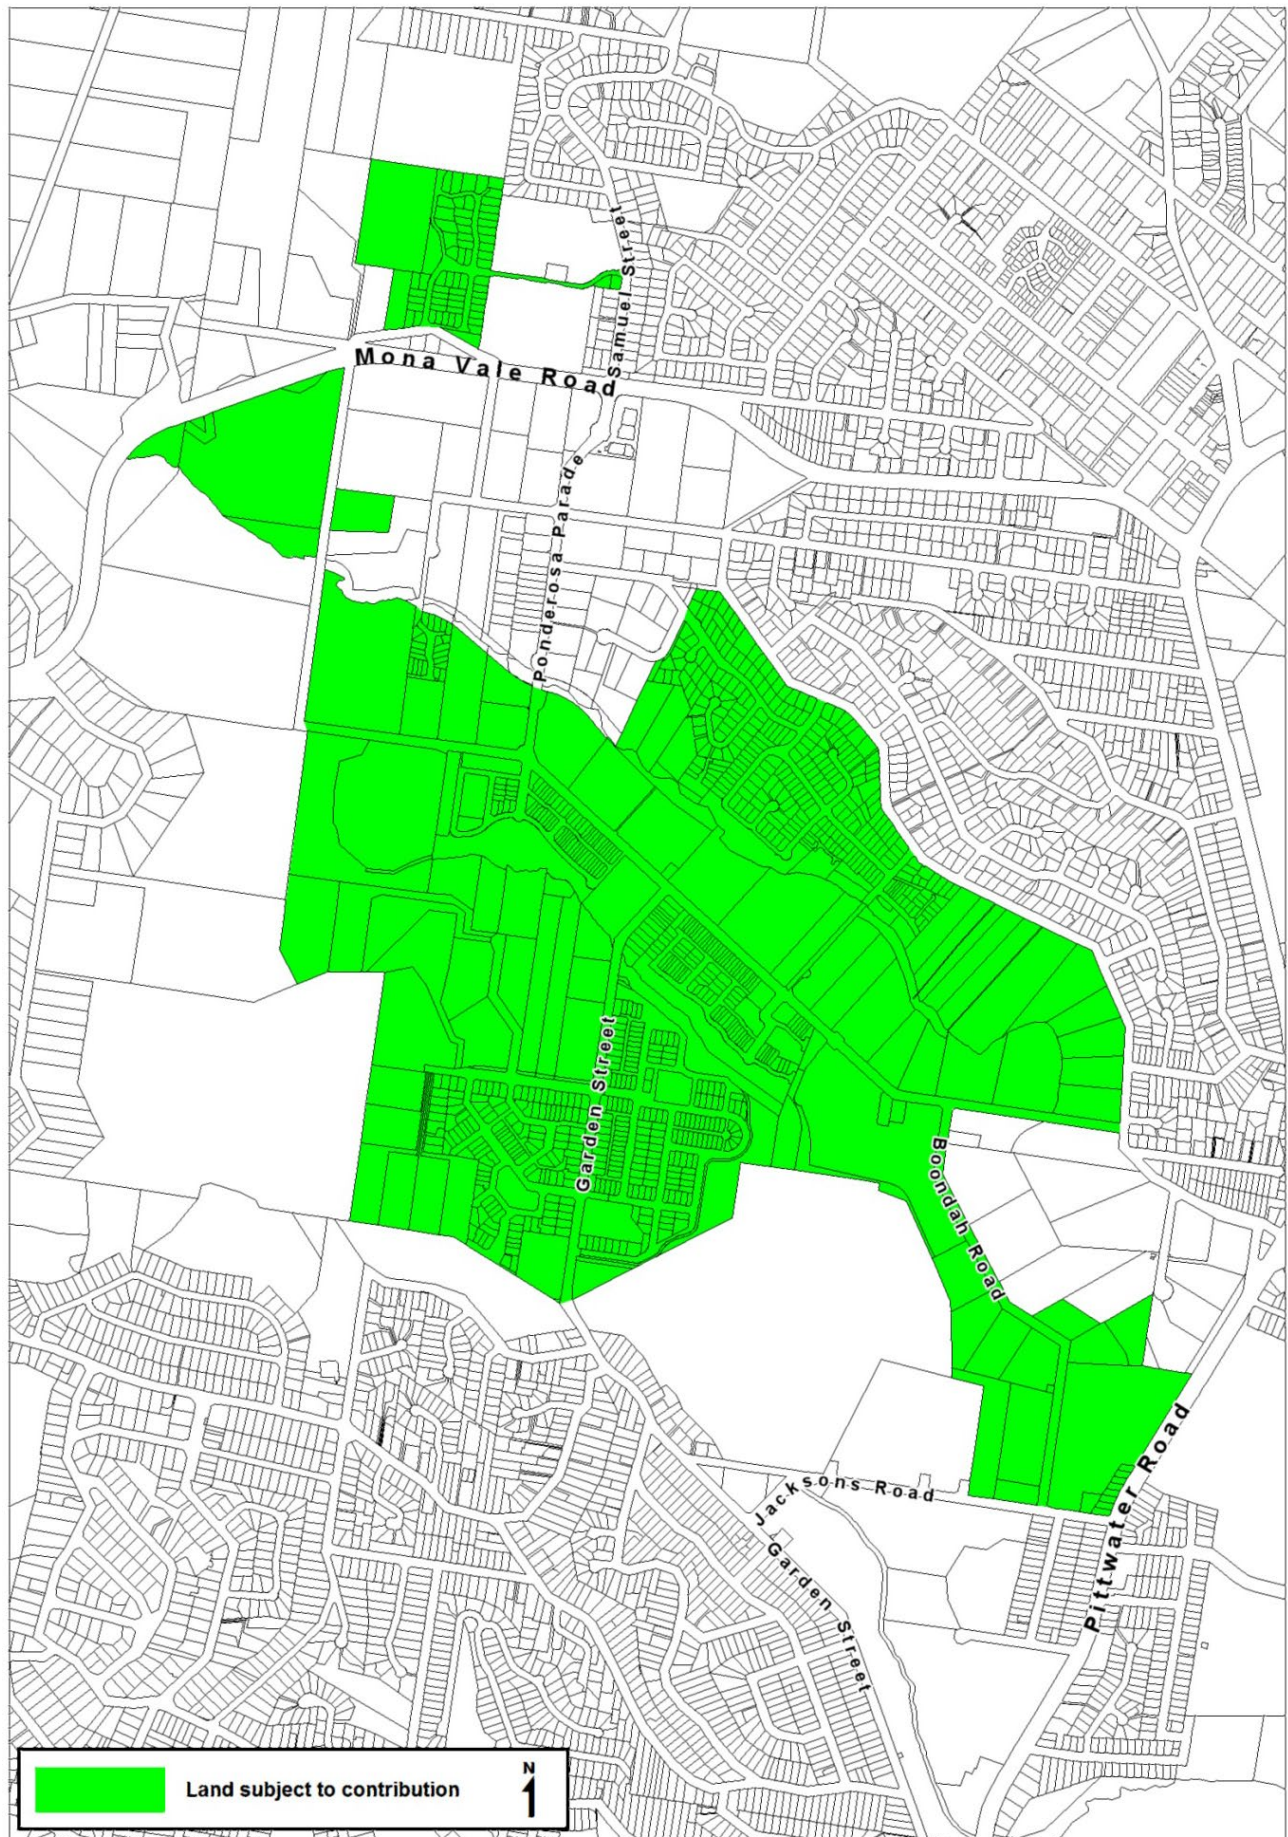 Samuel Street
Mona Vale Road
Ponderosa Parade
Garden Street
Boondah Road
Pittwater Road
Jacksons Road
Garden Street
Land subject to contribution
N